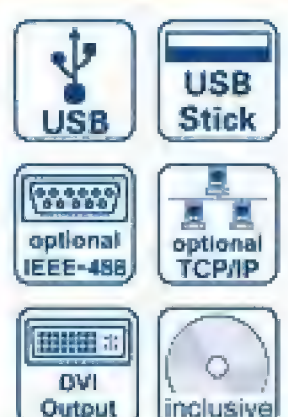 USB
USB
Stick
optional
IEEE-488
optional
TCP/IP
DVI
Output
inclusive